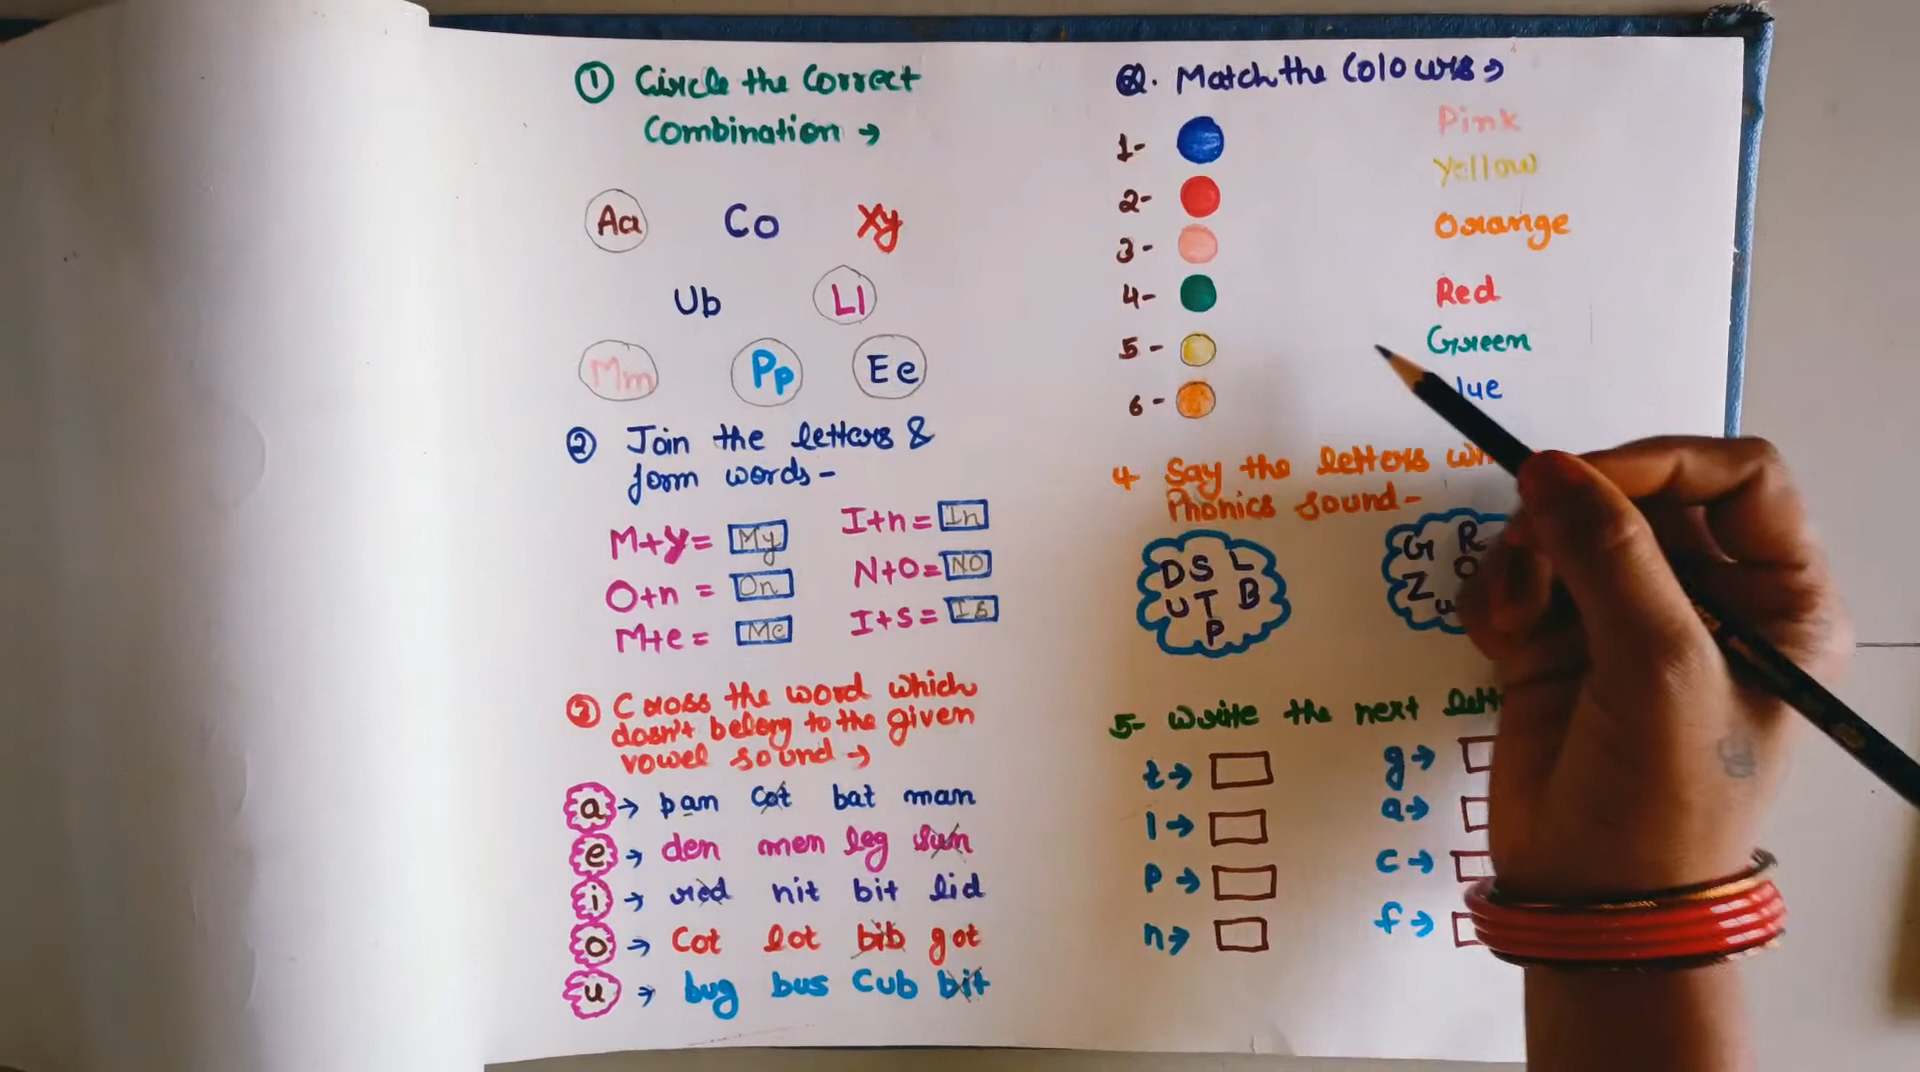 ① Circle the Correct
Combination →
Aa Co Xy
Ub Ll
Mm Pp Ee
② Join the letters &
form words-
M+y= My
O+n = On
M+e= Me
I+n= In
N+O= NO
I+s= Is
③ Cross the word which
dosn't belong to the given
vowel sound →
a → pam cot bat man
e → den men leg sun
i → red nit bit lid
o → Cot lot bib got
u → bug bus Cub bit
Q. Match the Colours →
1-
2-
3-
4-
5-
6-
Pink
Yellow
Orange
Red
Green
4- Say the letters
Phonics sound-
D S L
U T B
P
G R
Z
5- Write the next
t→
l→
p→
n→
g→
a→
c→
f→